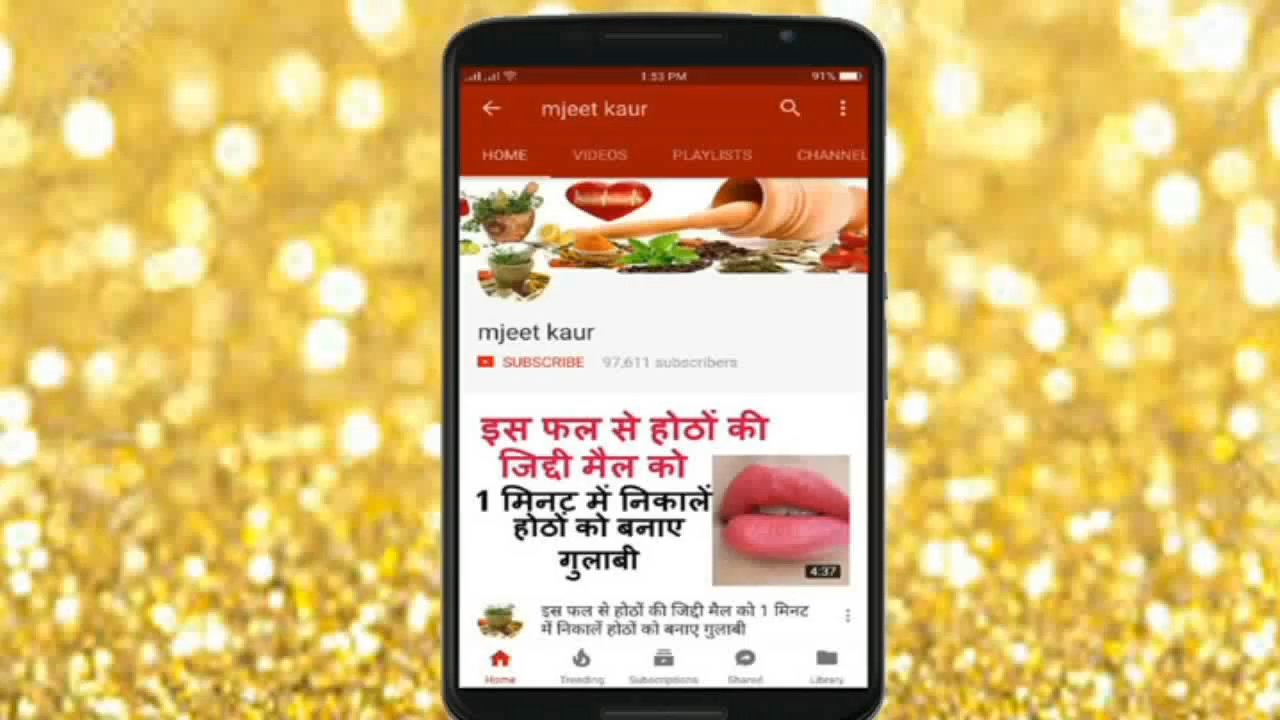 1:53 PM 91%
mjeet kaur
HOME VIDEOS PLAYLISTS CHANNEL
mjeet kaur
SUBSCRIBE 97,611 subscribers
इस फल से होठों की
जिद्दी मैल को
1 मिनट में निकालें
होठों को बनाए
गुलाबी
4:37
इस फल से होठों की जिद्दी मैल को 1 मिनट
में निकालें होठों को बनाए गुलाबी
Home Trending Subscriptions Shared Library